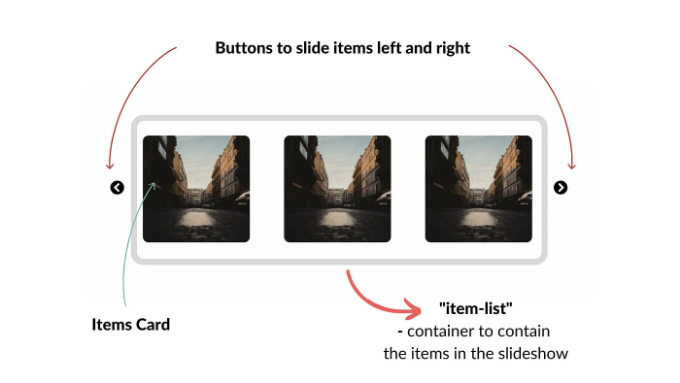 Buttons to slide items left and right
Items Card
"item-list"
- container to contain
the items in the slideshow